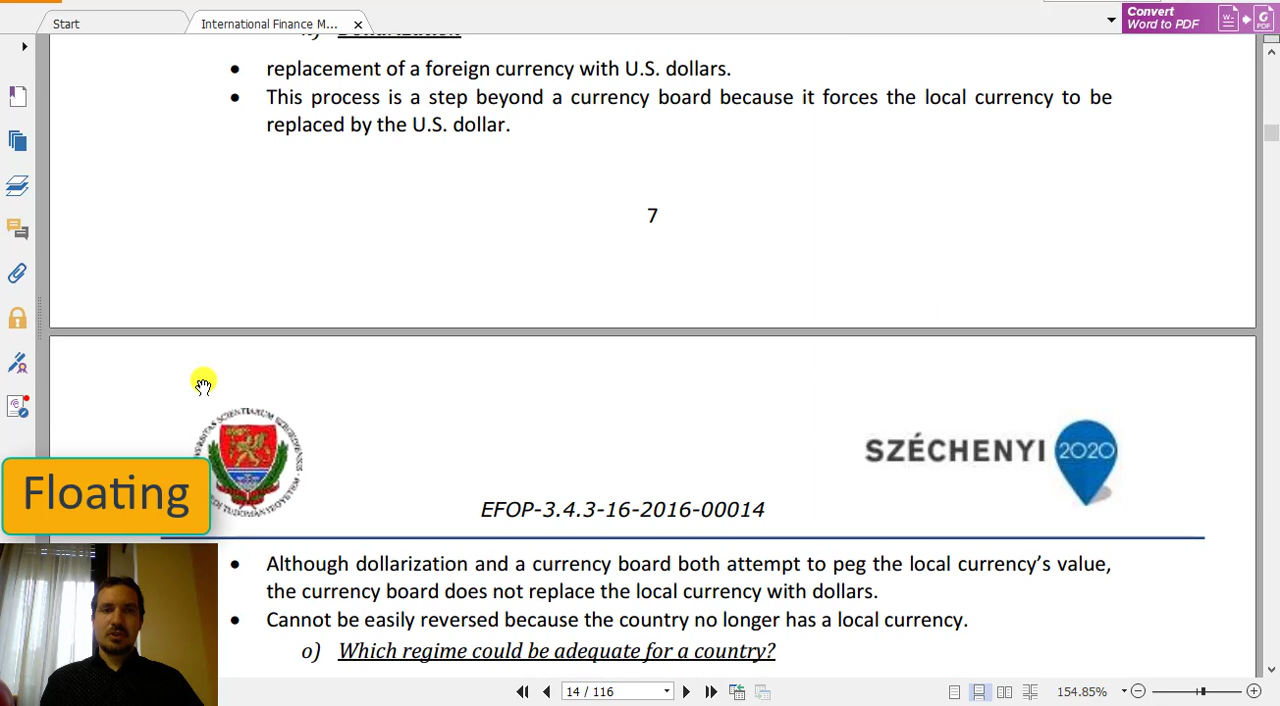 Start
International Finance M...
Convert
Word to PDF
replacement of a foreign currency with U.S. dollars.
This process is a step beyond a currency board because it forces the local currency to be
replaced by the U.S. dollar.
7
SZÉCHENYI 2020
EFOP-3.4.3-16-2016-00014
Floating
Although dollarization and a currency board both attempt to peg the local currency's value,
the currency board does not replace the local currency with dollars.
Cannot be easily reversed because the country no longer has a local currency.
o) Which regime could be adequate for a country?
14 / 116
154.85%